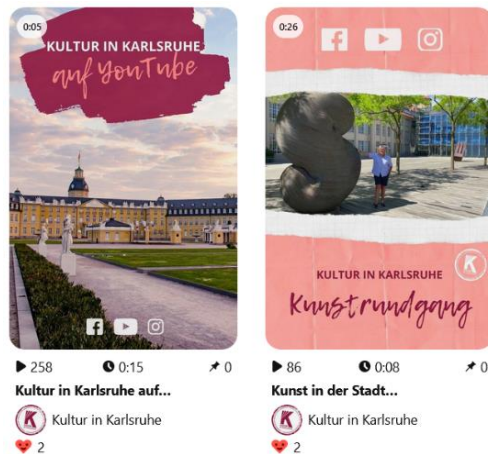 0:05
KULTUR IN KARLSRUHE
auf YouTube
258
0:15
0
Kultur in Karlsruhe auf...
K
Kultur in Karlsruhe
2
0:26
KULTUR IN KARLSRUHE
K
Kunstrundgang
86
0:08
0
Kunst in der Stadt...
K
Kultur in Karlsruhe
2